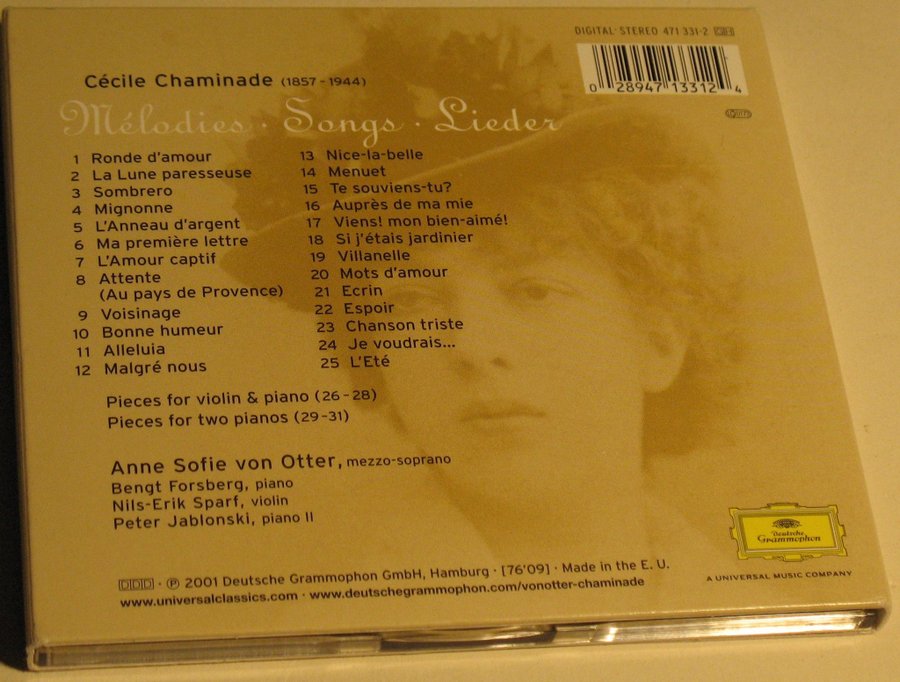 DIGITAL·STEREO 471 331-2 GH
0 28947 13312 4
Cécile Chaminade (1857-1944)
Mélodies · Songs · Lieder
1 Ronde d'amour
2 La Lune paresseuse
3 Sombrero
4 Mignonne
5 L'Anneau d'argent
6 Ma première lettre
7 L'Amour captif
8 Attente
(Au pays de Provence)
9 Voisinage
10 Bonne humeur
11 Alleluia
12 Malgré nous
13 Nice-la-belle
14 Menuet
15 Te souviens-tu?
16 Auprès de ma mie
17 Viens! mon bien-aimé!
18 Si j'étais jardinier
19 Villanelle
20 Mots d'amour
21 Ecrin
22 Espoir
23 Chanson triste
24 Je voudrais...
25 L'Eté
Pieces for violin & piano (26-28)
Pieces for two pianos (29-31)
Anne Sofie von Otter, mezzo-soprano
Bengt Forsberg, piano
Nils-Erik Sparf, violin
Peter Jablonski, piano II
Deutsche
Grammophon
A UNIVERSAL MUSIC COMPANY
DDD · ℗ 2001 Deutsche Grammophon GmbH, Hamburg · [76'09] · Made in the E. U.
www.universalclassics.com · www.deutschegrammophon.com/vonotter-chaminade